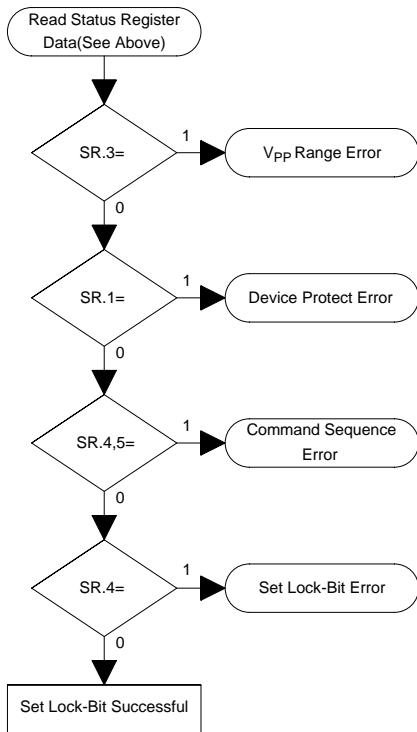 Read Status Register
Data(See Above)
SR.3=
1
VPP Range Error
0
SR.1=
1
Device Protect Error
0
SR.4,5=
1
Command Sequence
Error
0
SR.4=
1
Set Lock-Bit Error
0
Set Lock-Bit Successful